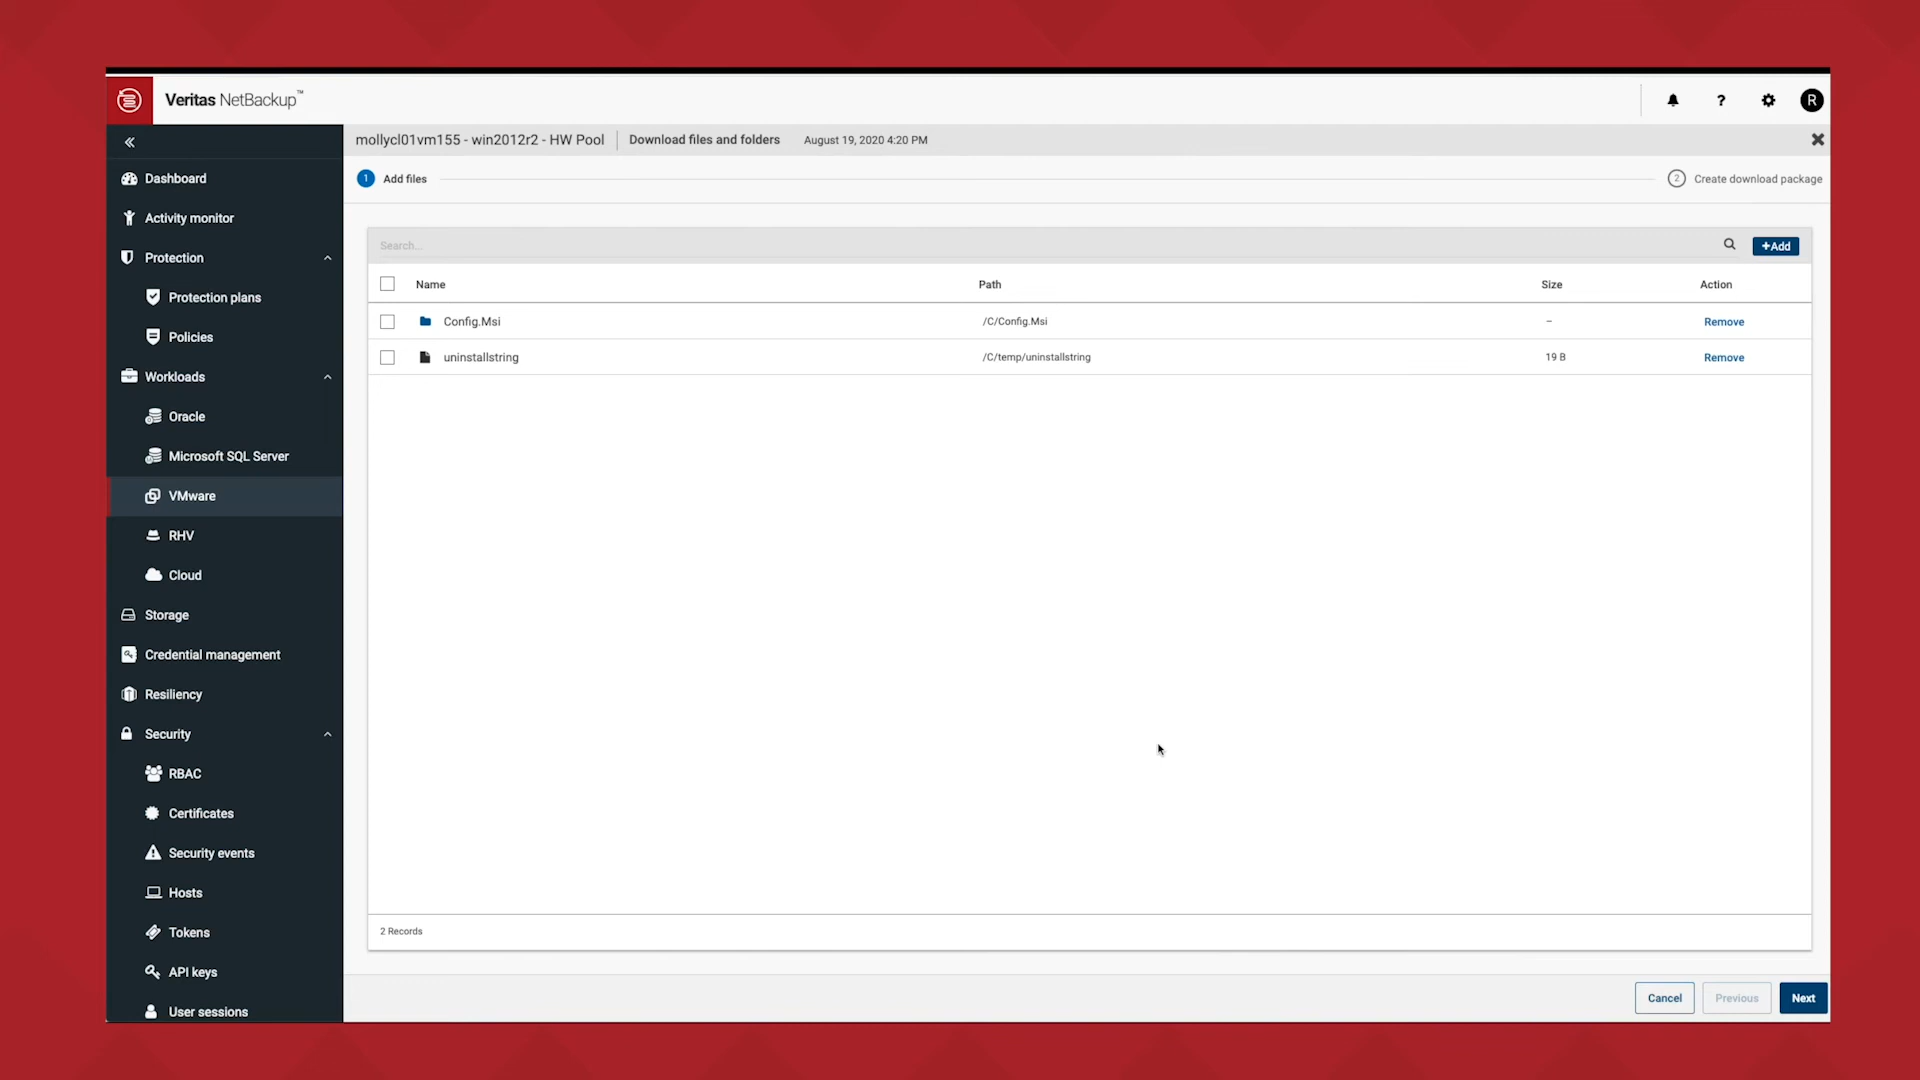 Veritas NetBackup™
R
mollycl01vm155 - win2012r2 - HW Pool
Download files and folders
August 19, 2020 4:20 PM
1 Add files
2 Create download package
Dashboard
Activity monitor
Protection
Protection plans
Policies
Workloads
Oracle
Microsoft SQL Server
VMware
RHV
Cloud
Storage
Credential management
Resiliency
Security
RBAC
Certificates
Security events
Hosts
Tokens
API keys
User sessions
Search...
+Add
Name Path Size Action
Config.Msi /C/Config.Msi – Remove
uninstallstring /C/temp/uninstallstring 19 B Remove
2 Records
Cancel
Previous
Next